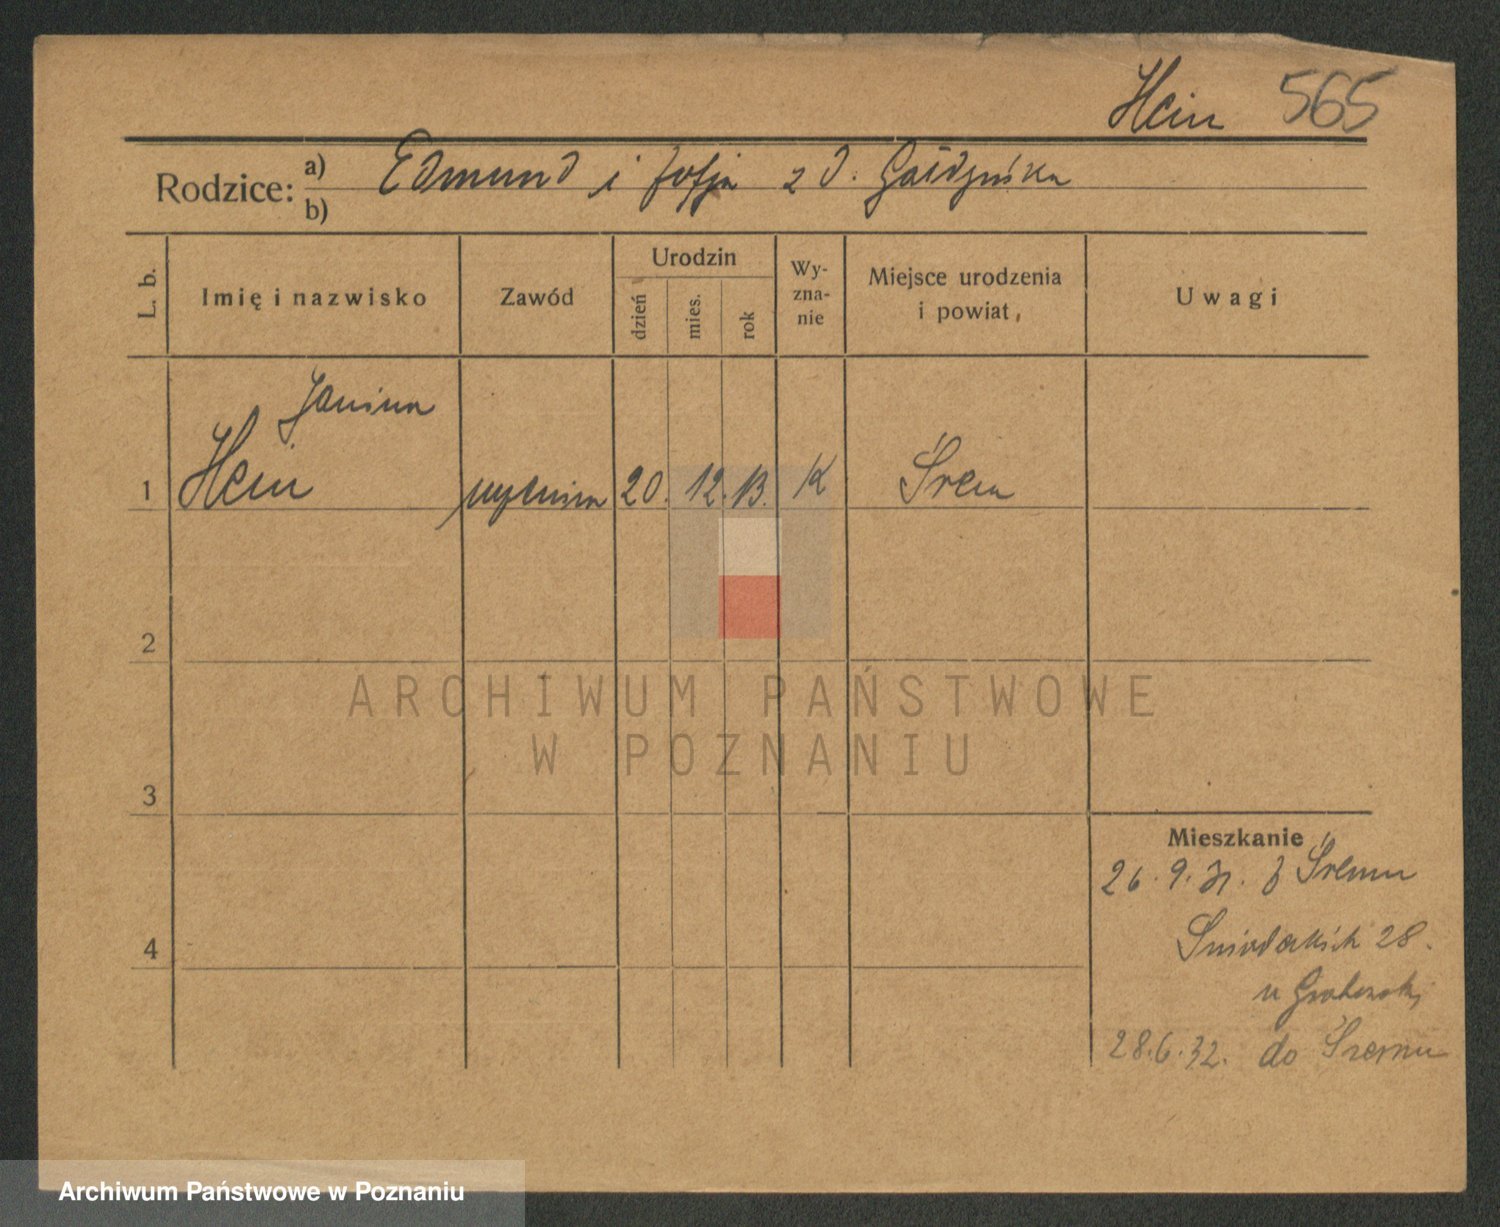 Hein 565
Rodzice: a) Edmund i Zofja z d.
b)
L. b.
Imię i nazwisko
Zawód
Urodzin
dzień
mies.
rok
Wy-
zna-
nie
Miejsce urodzenia
i powiat,
Uwagi
Janina
1 Hein uczenica 20. 12. 13. K Śrem
2
3
4
Mieszkanie
26. 9. 31. z Śremu
Śniadeckich 28.
u
28.6.32. do Śremu
ARCHIWUM PAŃSTWOWE
W POZNANIU
Archiwum Państwowe w Poznaniu